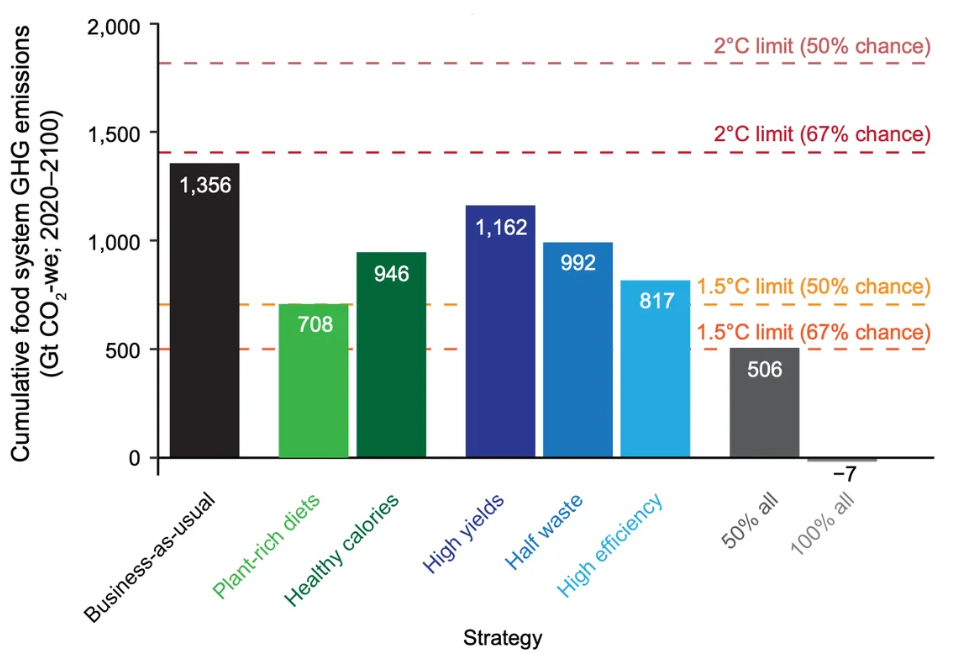 Cumulative food system GHG emissions
(Gt CO₂-we; 2020–2100)
2,000
1,500
1,000
500
0
2°C limit (50% chance)
2°C limit (67% chance)
1.5°C limit (50% chance)
1.5°C limit (67% chance)
1,356
708
946
1,162
992
817
506
−7
Business-as-usual
Plant-rich diets
Healthy calories
High yields
Half waste
High efficiency
50% all
100% all
Strategy